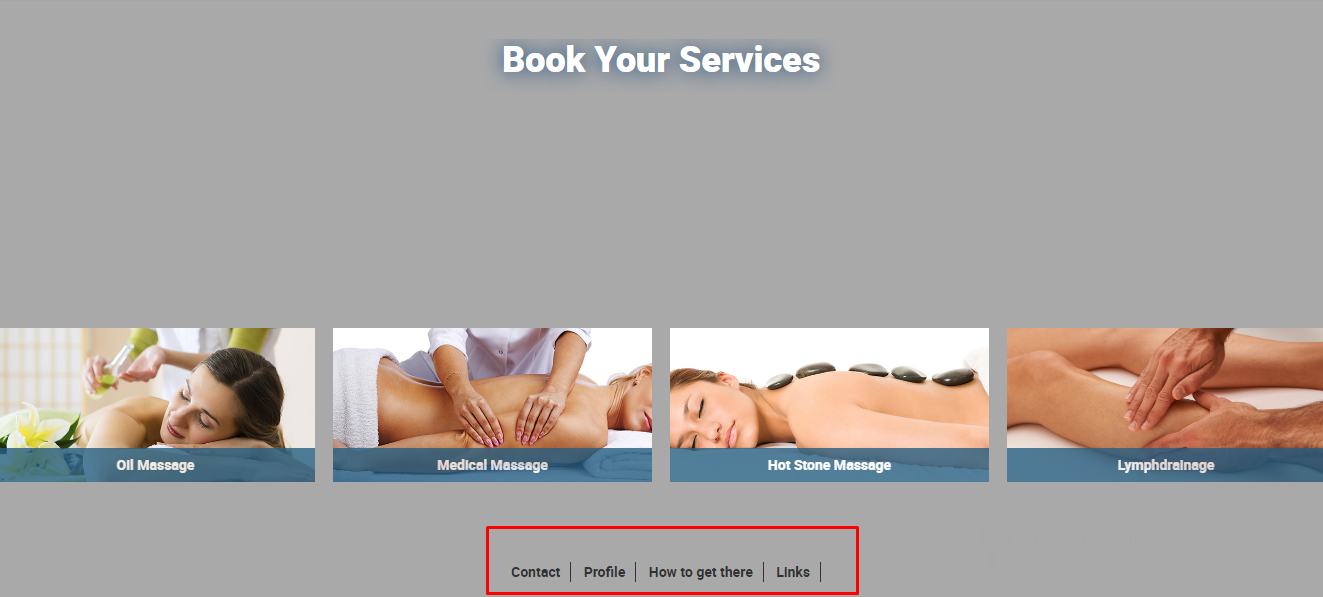 Book Your Services
Oil Massage
Medical Massage
Hot Stone Massage
Lymphdrainage
Contact | Profile | How to get there | Links |